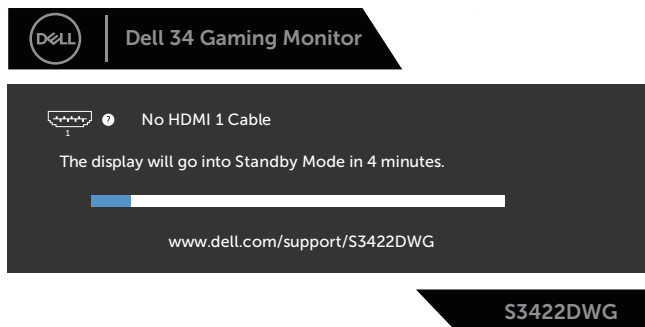 DELL
Dell 34 Gaming Monitor
? No HDMI 1 Cable
1
The display will go into Standby Mode in 4 minutes.
www.dell.com/support/S3422DWG
S3422DWG